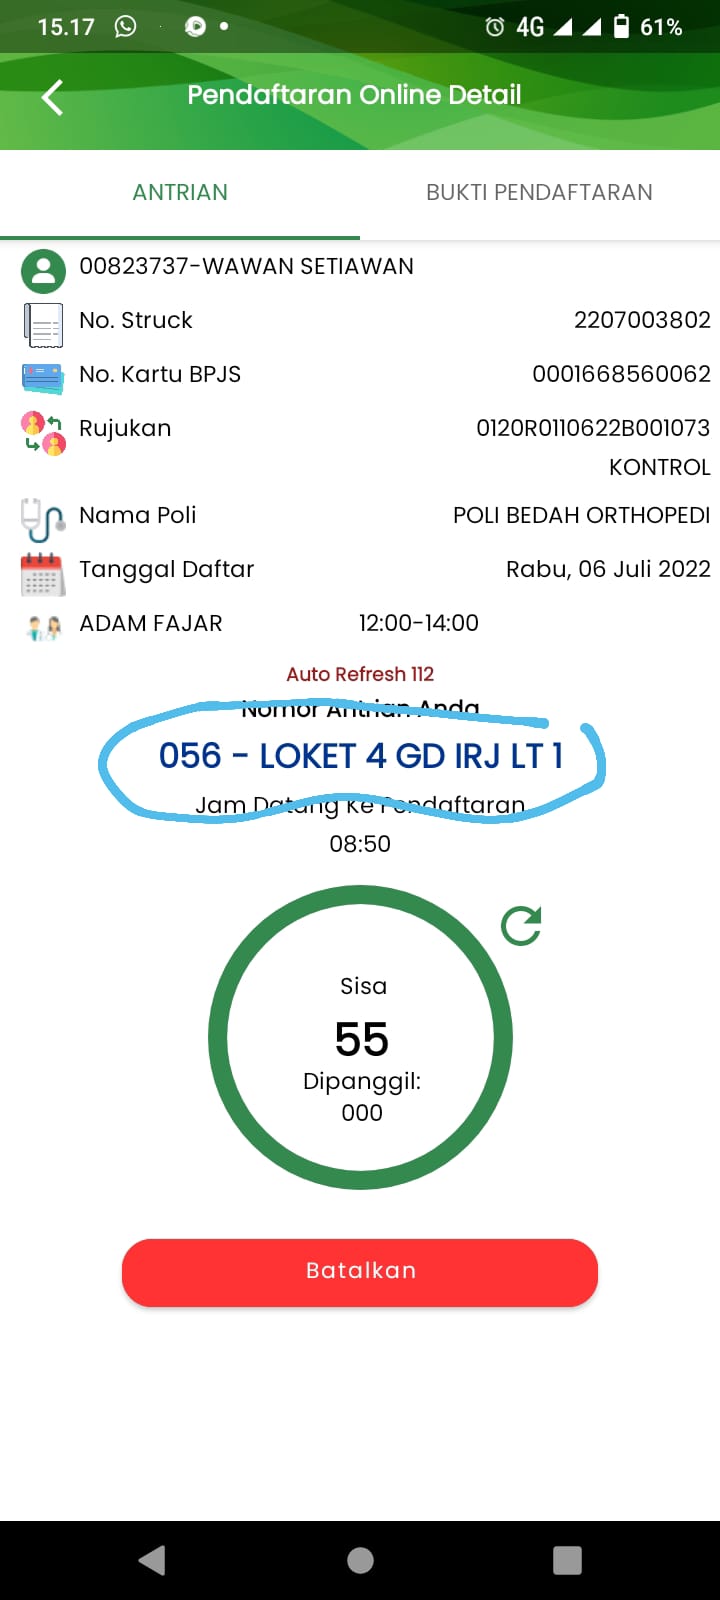 15.17
4G
61%
Pendaftaran Online Detail
ANTRIAN
BUKTI PENDAFTARAN
00823737-WAWAN SETIAWAN
No. Struck 2207003802
No. Kartu BPJS 0001668560062
Rujukan 0120R0110622B001073
KONTROL
Nama Poli POLI BEDAH ORTHOPEDI
Tanggal Daftar Rabu, 06 Juli 2022
ADAM FAJAR 12:00-14:00
Auto Refresh 112
Nomor Antrian Anda
056 - LOKET 4 GD IRJ LT 1
Jam Datang Ke Pendaftaran
08:50
Sisa
55
Dipanggil:
000
Batalkan